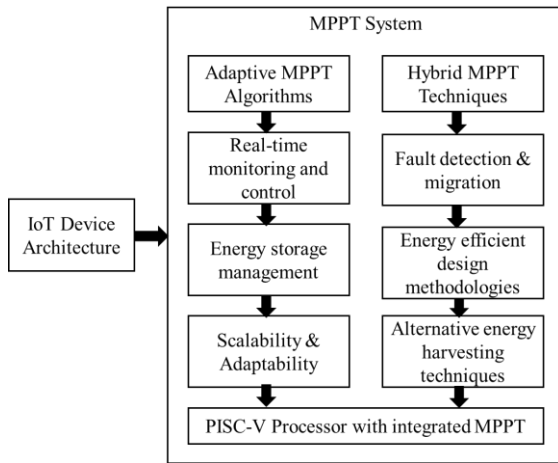 MPPT System
Adaptive MPPT
Algorithms
Hybrid MPPT
Techniques
Real-time
monitoring and
control
Fault detection &
migration
IoT Device
Architecture
Energy storage
management
Energy efficient
design
methodologies
Scalability &
Adaptability
Alternative energy
harvesting
techniques
PISC-V Processor with integrated MPPT